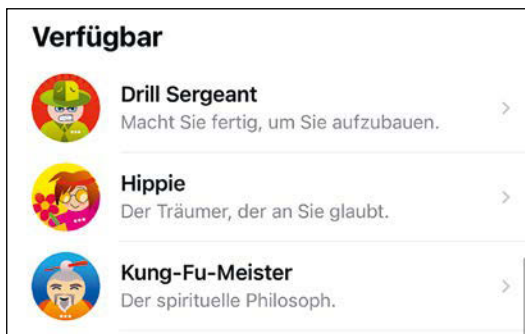 Verfügbar
Drill Sergeant
Macht Sie fertig, um Sie aufzubauen.
Hippie
Der Träumer, der an Sie glaubt.
Kung-Fu-Meister
Der spirituelle Philosoph.